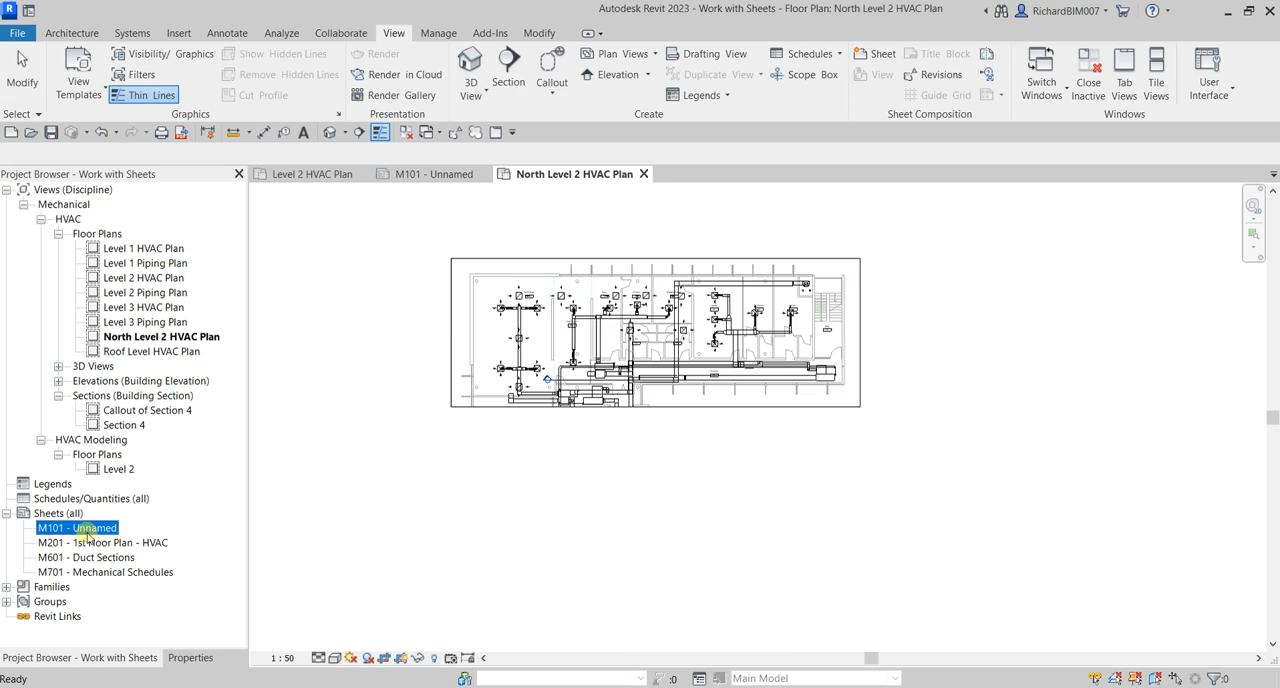 Autodesk Revit 2023 - Work with Sheets - Floor Plan: North Level 2 HVAC Plan
RichardBIM007
File Architecture Systems Insert Annotate Analyze Collaborate View Manage Add-Ins Modify
Modify
Select
View
Templates
Visibility/ Graphics
Filters
Thin Lines
Show Hidden Lines
Remove Hidden Lines
Cut Profile
Graphics
Render
Render in Cloud
Render Gallery
Presentation
3D
View
Section
Callout
Plan Views
Elevation
Drafting View
Duplicate View
Legends
Schedules
Scope Box
Create
Sheet
View
Title Block
Revisions
Guide Grid
Sheet Composition
Switch
Windows
Close
Inactive
Tab
Views
Tile
Views
Windows
User
Interface
Project Browser - Work with Sheets
Level 2 HVAC Plan
M101 - Unnamed
North Level 2 HVAC Plan
Views (Discipline)
Mechanical
HVAC
Floor Plans
Level 1 HVAC Plan
Level 1 Piping Plan
Level 2 HVAC Plan
Level 2 Piping Plan
Level 3 HVAC Plan
Level 3 Piping Plan
North Level 2 HVAC Plan
Roof Level HVAC Plan
3D Views
Elevations (Building Elevation)
Sections (Building Section)
Callout of Section 4
Section 4
HVAC Modeling
Floor Plans
Level 2
Legends
Schedules/Quantities (all)
Sheets (all)
M101 - Unnamed
M201 - 1st Floor Plan - HVAC
M601 - Duct Sections
M701 - Mechanical Schedules
Families
Groups
Revit Links
Project Browser - Work with Sheets Properties
1 : 50
Ready
:0
Main Model
:0